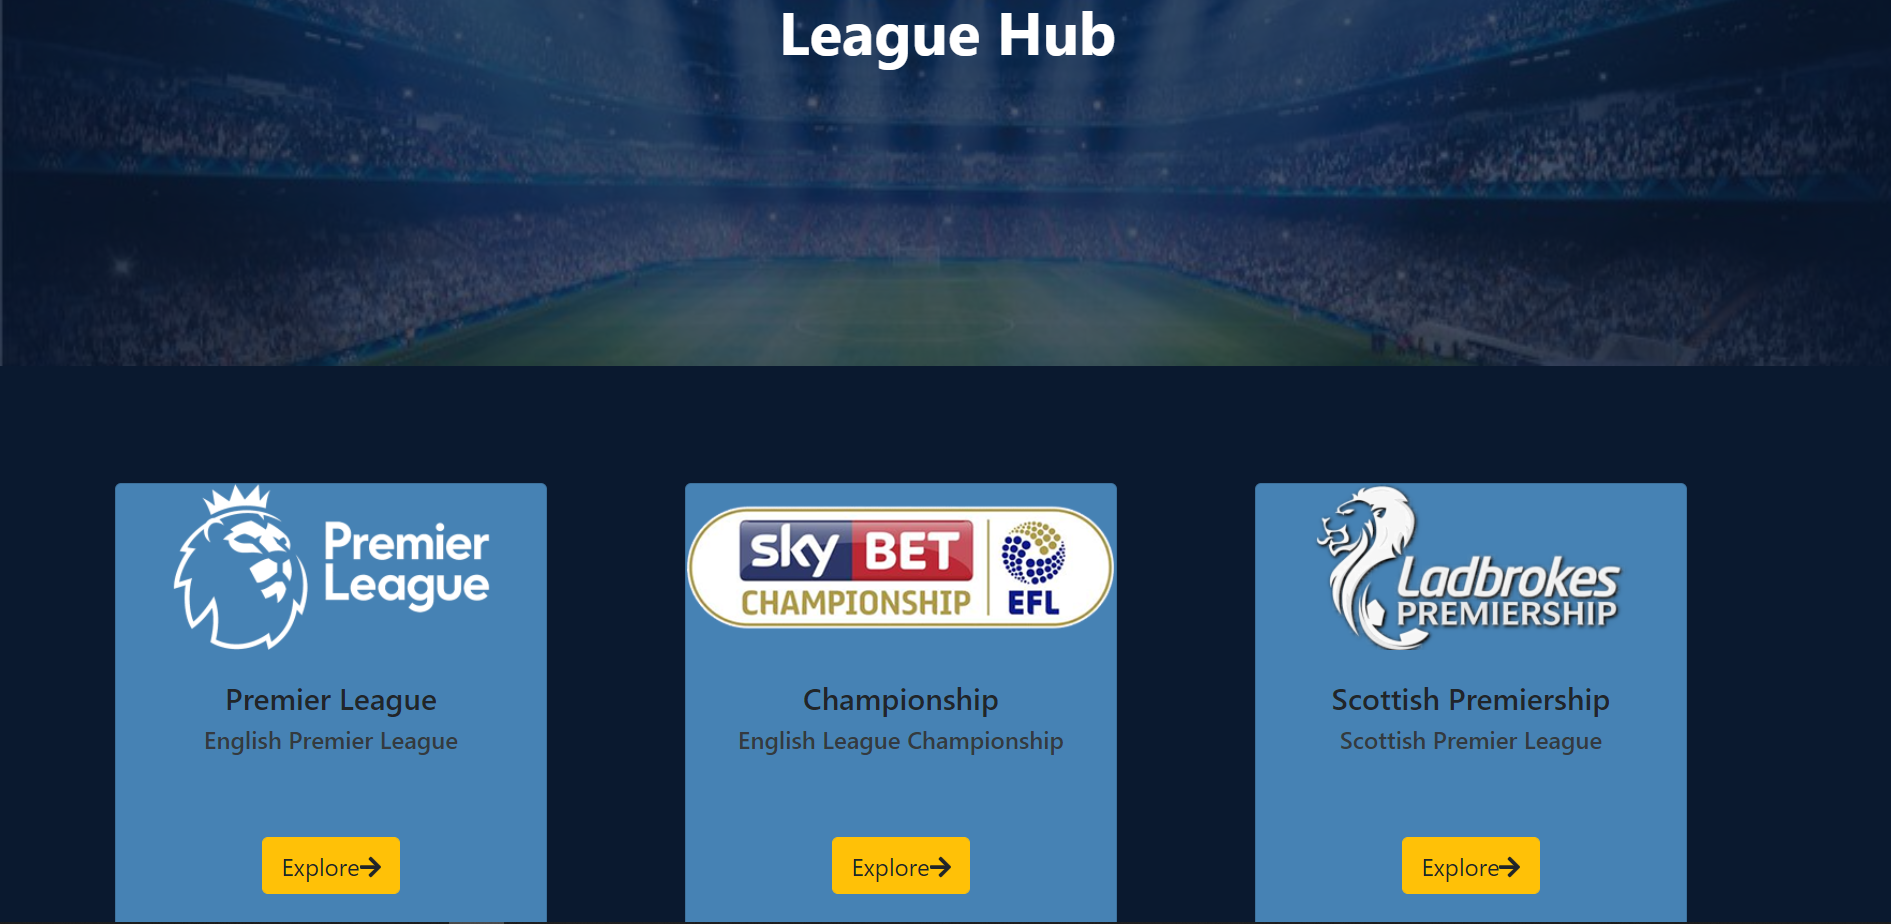 League Hub
Premier
League
Premier League
English Premier League
Explore
sky BET
CHAMPIONSHIP
EFL
Championship
English League Championship
Explore
Ladbrokes
PREMIERSHIP
Scottish Premiership
Scottish Premier League
Explore